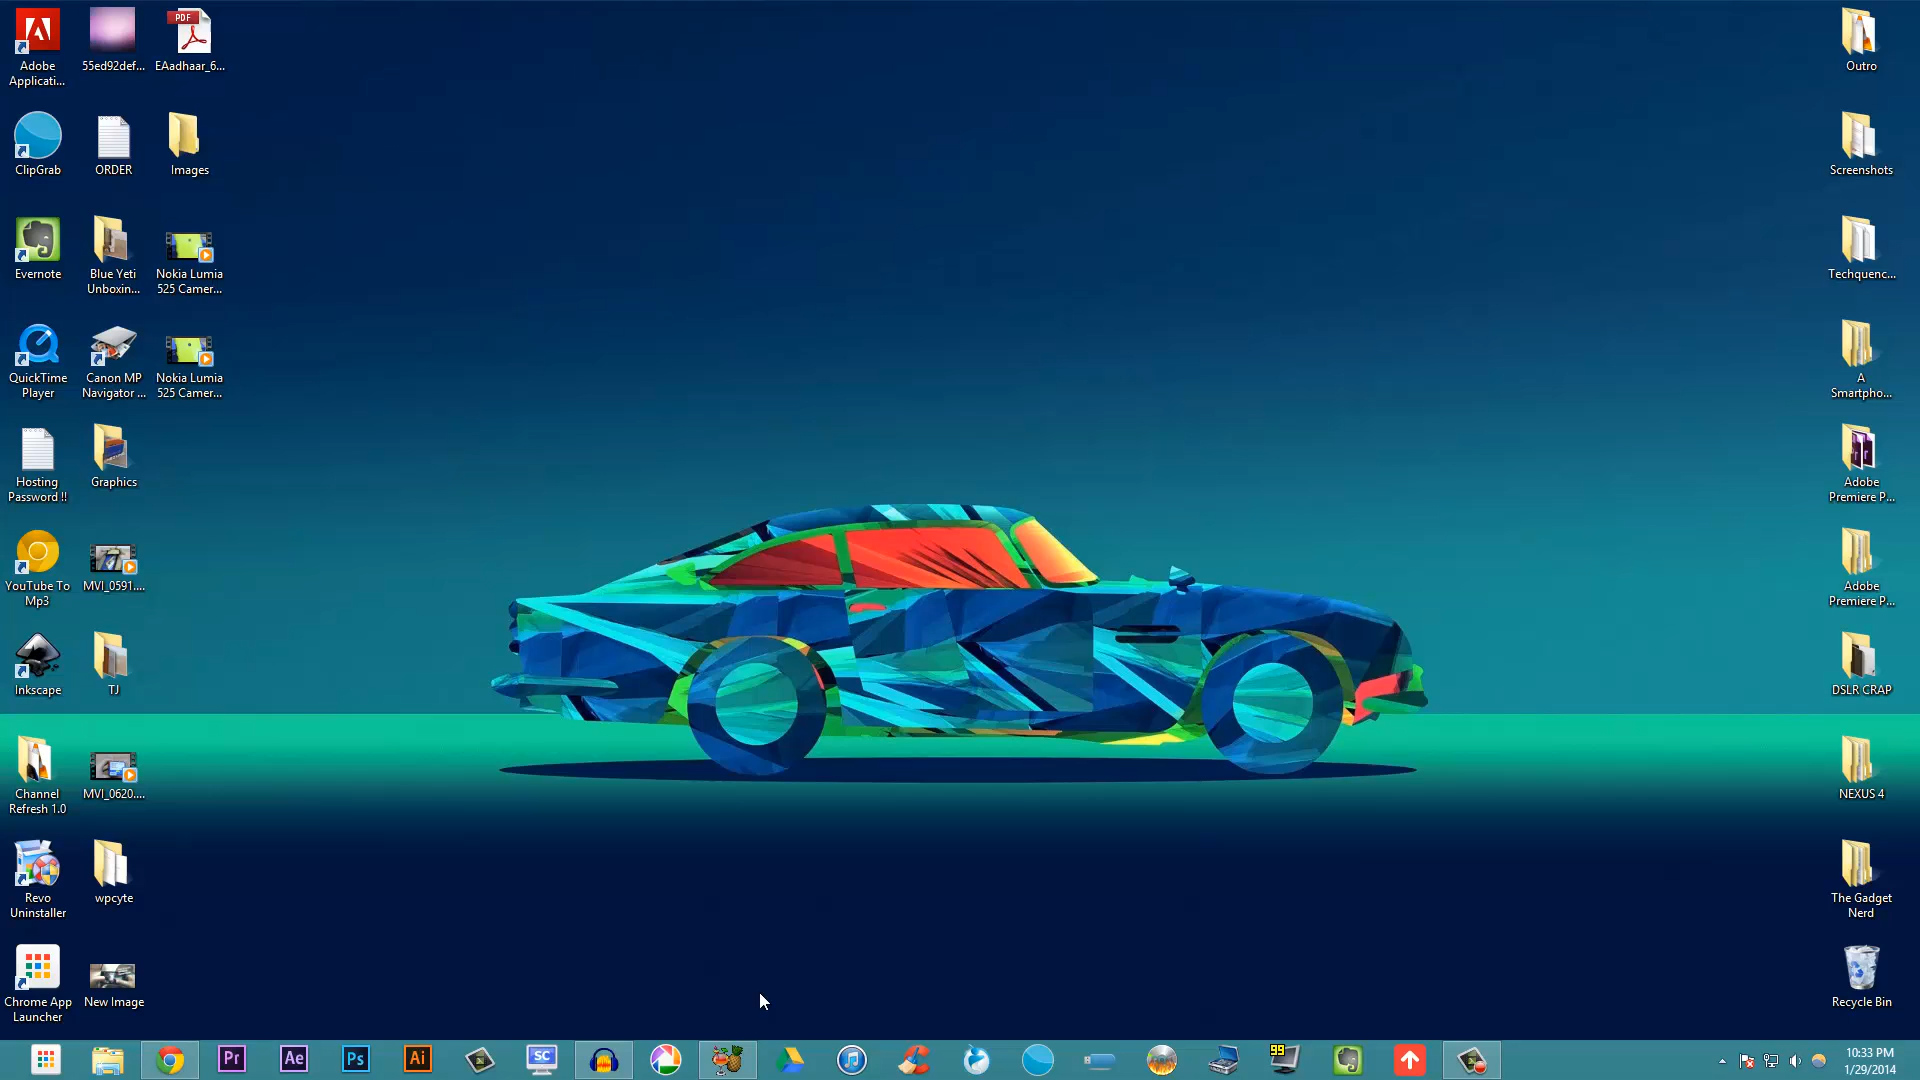 Adobe
Applicati...
55ed92def...
PDF
EAadhaar_6...
ClipGrab
ORDER
Images
Evernote
Blue Yeti
Unboxin...
Nokia Lumia
525 Camer...
QuickTime
Player
Canon MP
Navigator ...
Nokia Lumia
525 Camer...
Hosting
Password !!
Graphics
YouTube To
Mp3
MVI_0591....
Inkscape
TJ
Channel
Refresh 1.0
MVI_0620....
Revo
Uninstaller
wpcyte
Chrome App
Launcher
New Image
Outro
Screenshots
Techquenc...
A
Smartpho...
Adobe
Premiere P...
Adobe
Premiere P...
DSLR CRAP
NEXUS 4
The Gadget
Nerd
Recycle Bin
Pr
Ae
Ps
Ai
SC
99
10:33 PM
1/29/2014